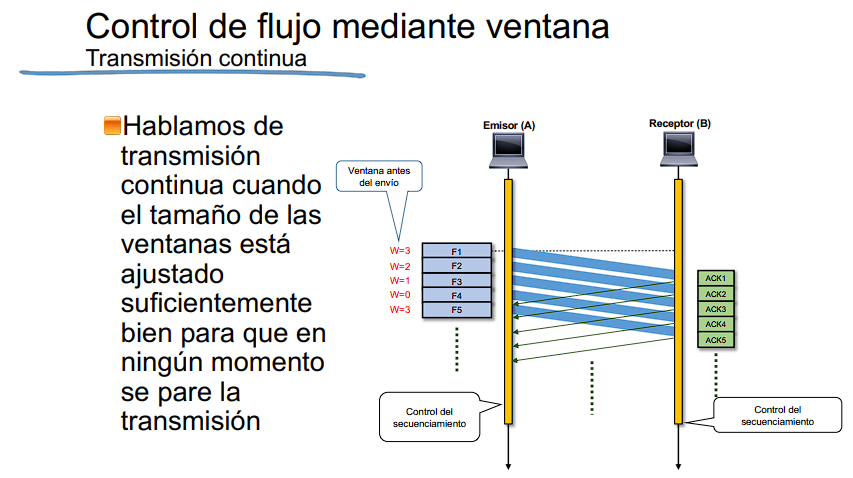 Control de flujo mediante ventana
Transmisión continua
Hablamos de
transmisión
continua cuando
el tamaño de las
ventanas está
ajustado
suficientemente
bien para que en
ningún momento
se pare la
transmisión
Emisor (A)
Receptor (B)
Ventana antes
del envío
W=3
F1
W=2
F2
W=1
F3
W=0
F4
W=3
F5
ACK1
ACK2
ACK3
ACK4
ACK5
Control del
secuenciamiento
Control del
secuenciamiento